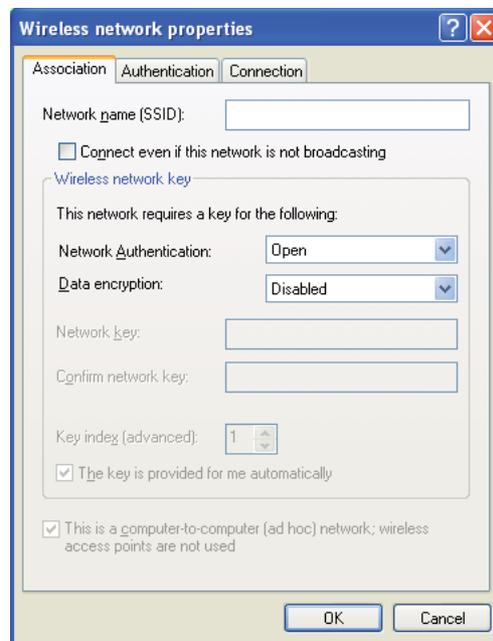 Wireless network properties
Association Authentication Connection
Network name (SSID):
Connect even if this network is not broadcasting
Wireless network key
This network requires a key for the following:
Network Authentication: Open
Data encryption: Disabled
Network key:
Confirm network key:
Key index (advanced): 1
The key is provided for me automatically
This is a computer-to-computer (ad hoc) network; wireless
access points are not used
OK Cancel